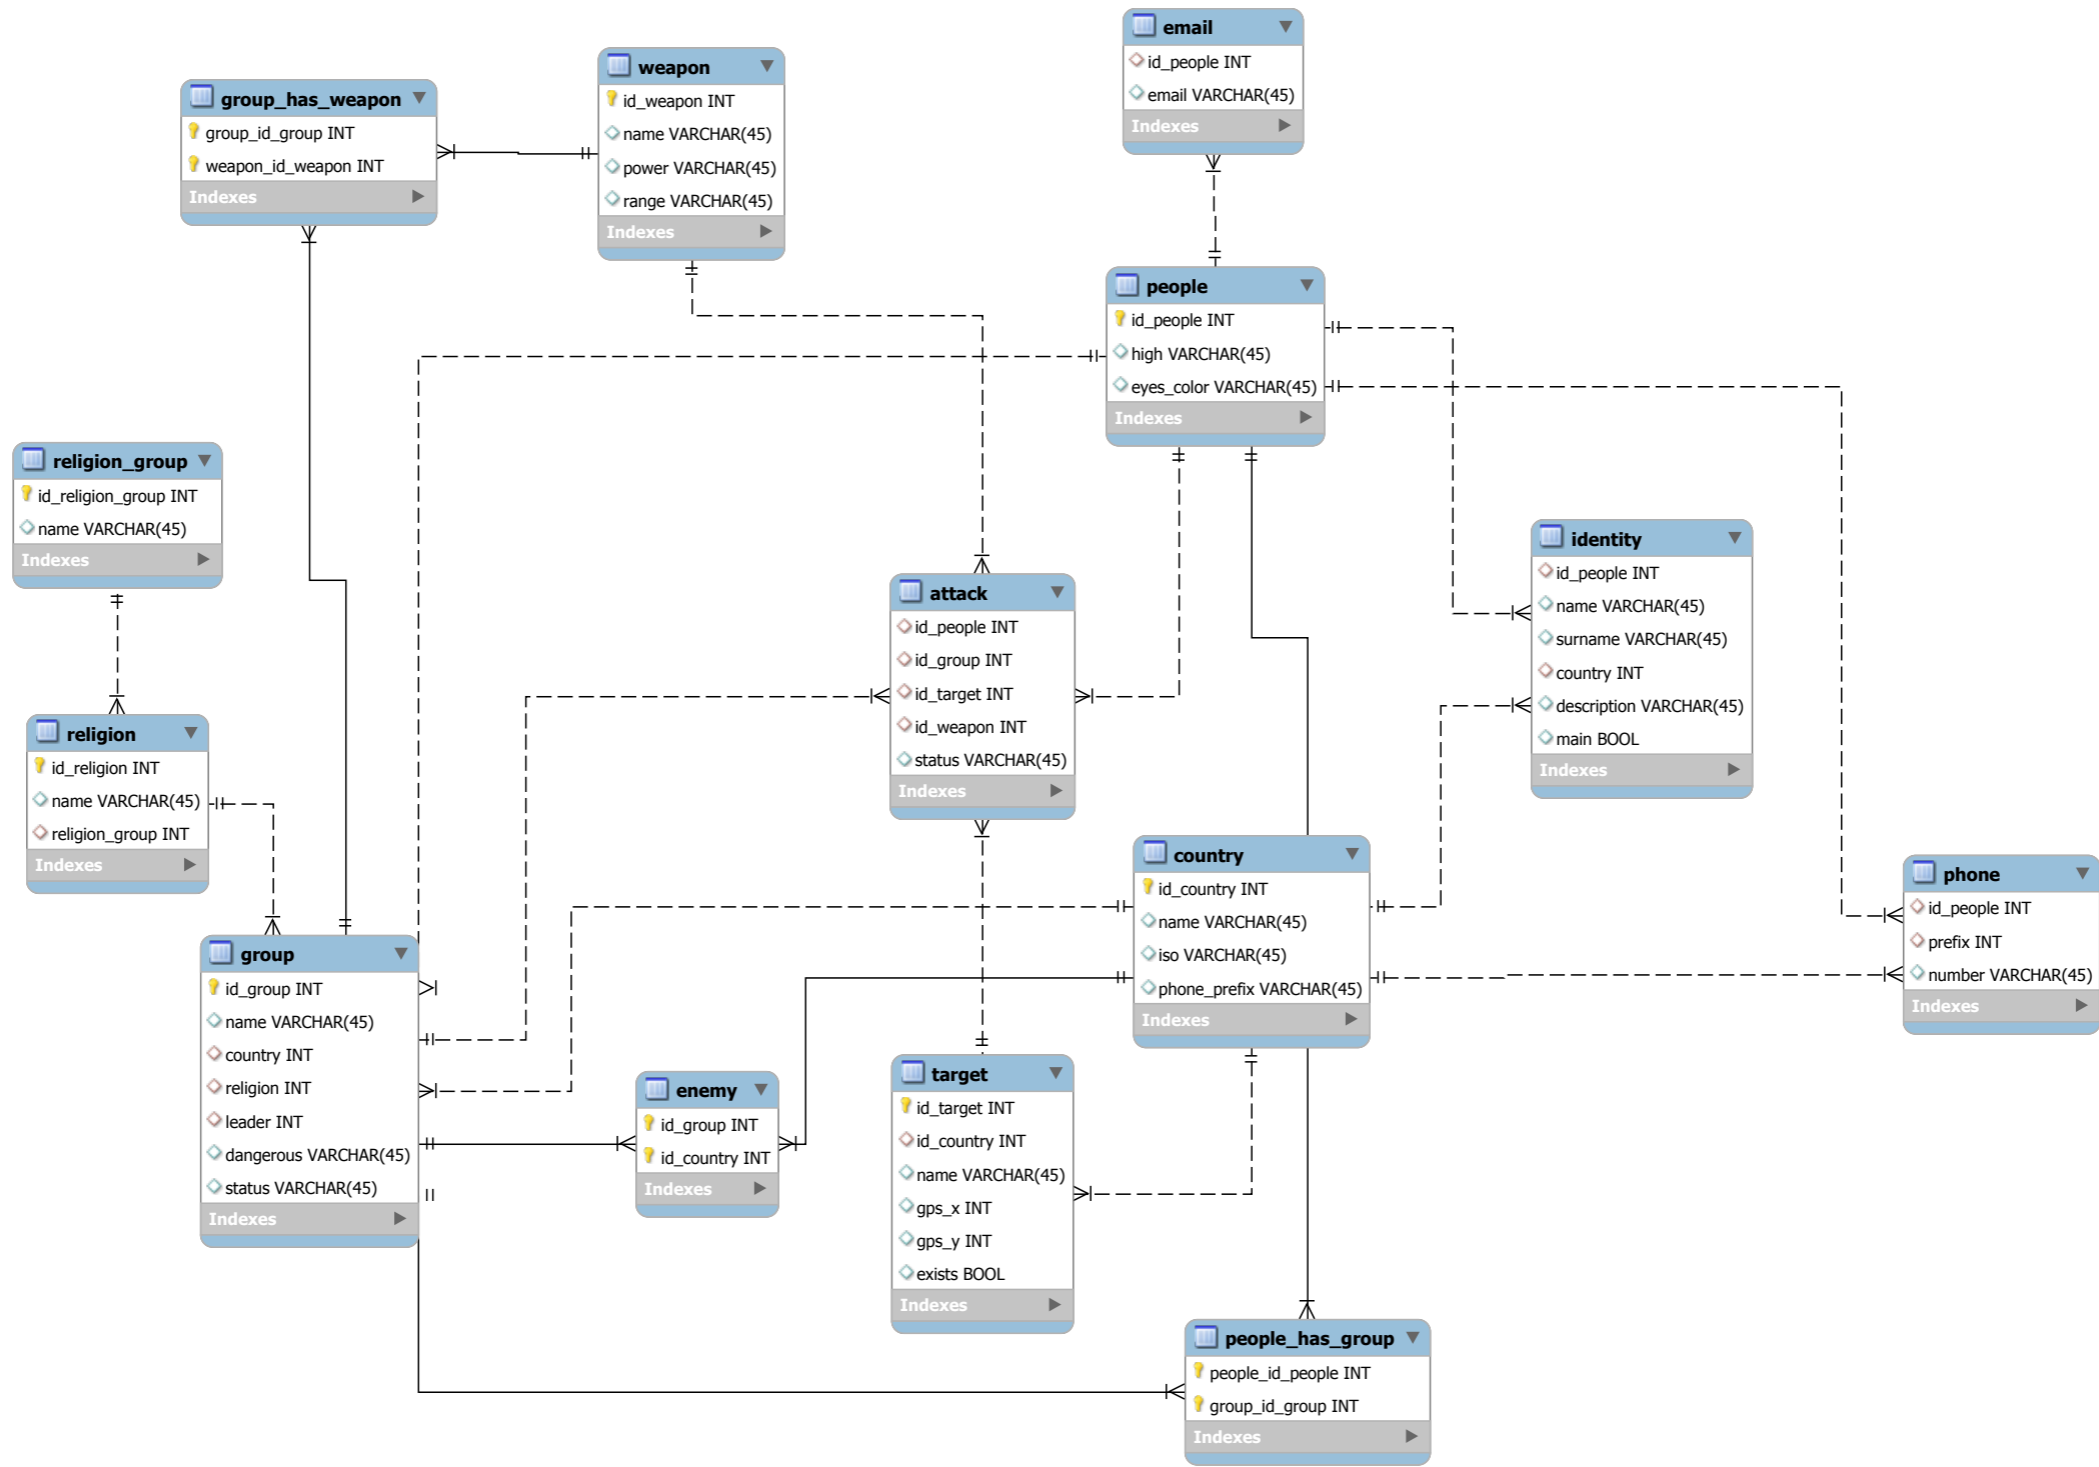 email
id_people INT
email VARCHAR(45)
Indexes
weapon
id_weapon INT
name VARCHAR(45)
power VARCHAR(45)
range VARCHAR(45)
Indexes
group_has_weapon
group_id_group INT
weapon_id_weapon INT
Indexes
people
id_people INT
high VARCHAR(45)
eyes_color VARCHAR(45)
Indexes
religion_group
id_religion_group INT
name VARCHAR(45)
Indexes
identity
id_people INT
name VARCHAR(45)
surname VARCHAR(45)
country INT
description VARCHAR(45)
main BOOL
Indexes
attack
id_people INT
id_group INT
id_target INT
id_weapon INT
status VARCHAR(45)
Indexes
religion
id_religion INT
name VARCHAR(45)
religion_group INT
Indexes
country
id_country INT
name VARCHAR(45)
iso VARCHAR(45)
phone_prefix VARCHAR(45)
Indexes
phone
id_people INT
prefix INT
number VARCHAR(45)
Indexes
group
id_group INT
name VARCHAR(45)
country INT
religion INT
leader INT
dangerous VARCHAR(45)
status VARCHAR(45)
Indexes
enemy
id_group INT
id_country INT
Indexes
target
id_target INT
id_country INT
name VARCHAR(45)
gps_x INT
gps_y INT
exists BOOL
Indexes
people_has_group
people_id_people INT
group_id_group INT
Indexes